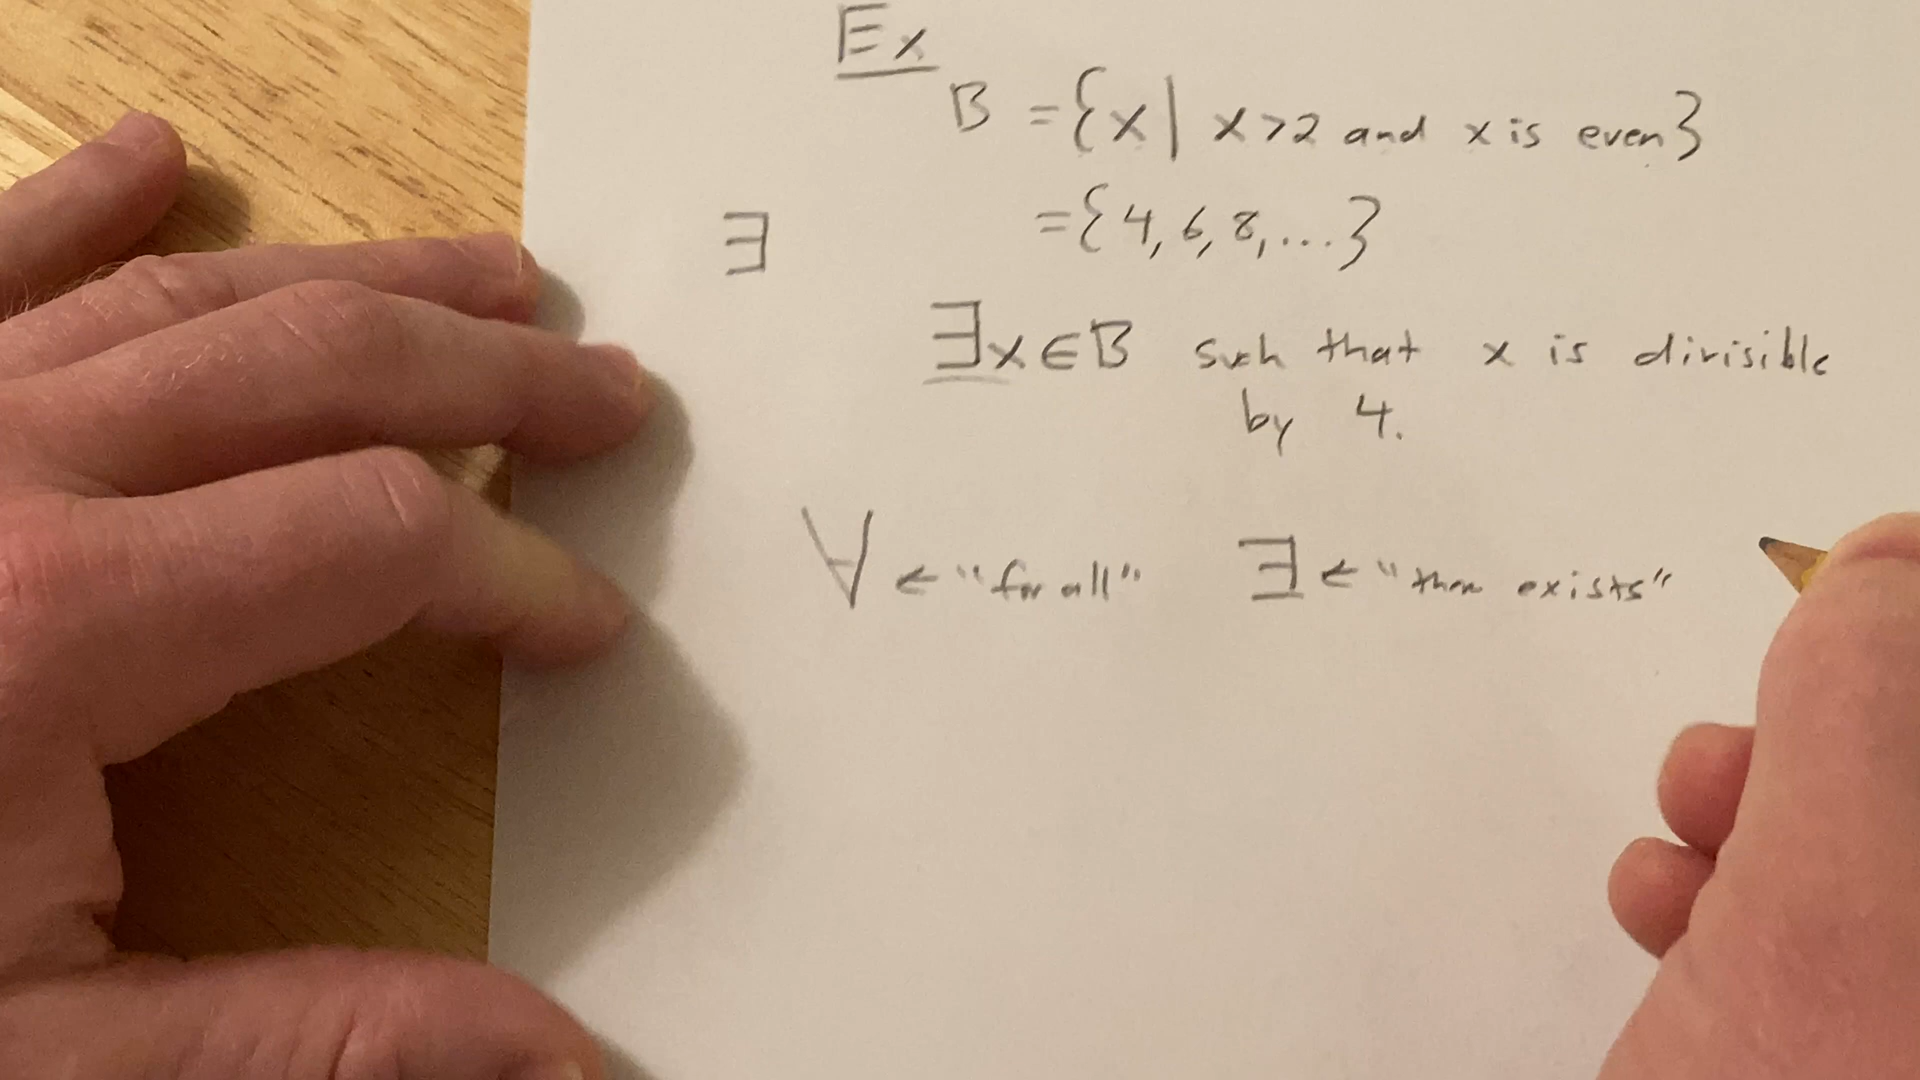 Ex
B = {x | x > 2 and x is even}
∃
= {4, 6, 8, ...}
∃x ∈ B such that x is divisible
by 4.
∀ ← "for all" ∃ ← "there exists"